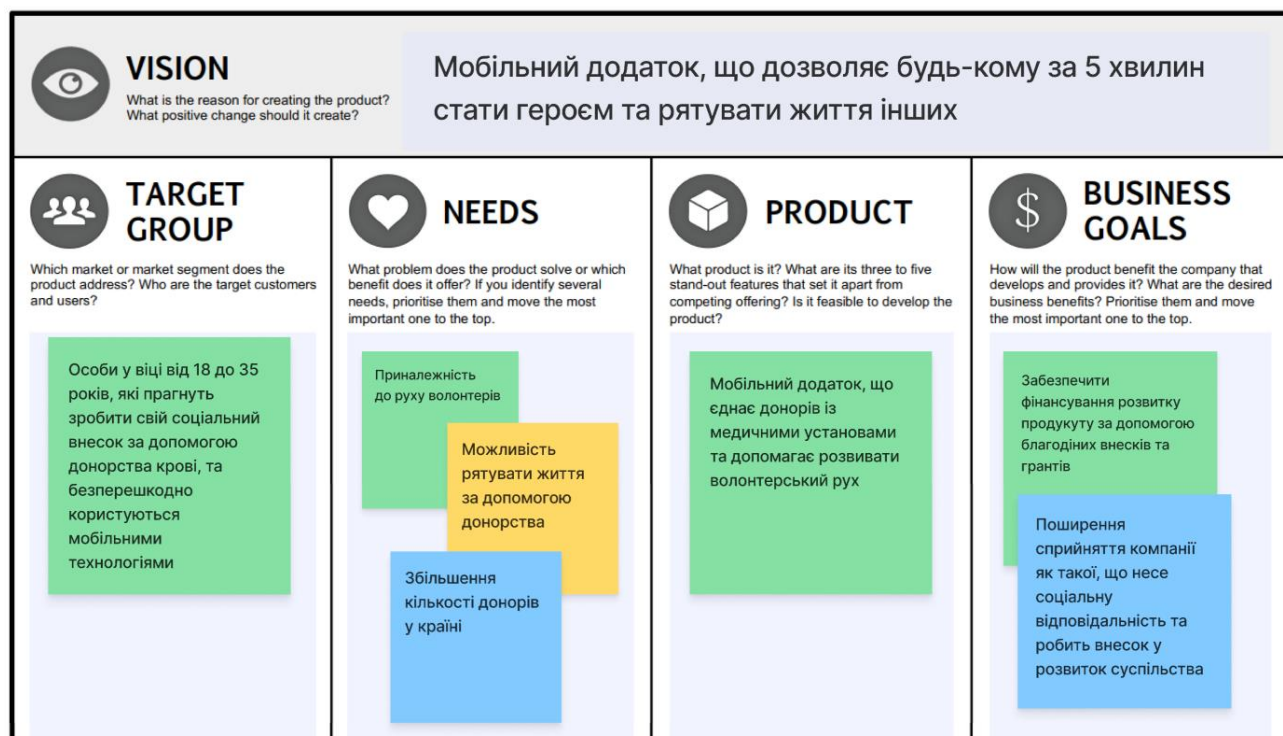 VISION
What is the reason for creating the product?
What positive change should it create?
Мобільний додаток, що дозволяє будь-кому за 5 хвилин
стати героєм та рятувати життя інших
TARGET
GROUP
Which market or market segment does the
product address? Who are the target customers
and users?
Особи у віці від 18 до 35
років, які прагнуть
зробити свій соціальний
внесок за допомогою
донорства крові, та
безперешкодно
користуються
мобільними
технологіями
NEEDS
What problem does the product solve or which
benefit does it offer? If you identify several
needs, prioritise them and move the most
important one to the top.
Приналежність
до руху волонтерів
Можливість
рятувати життя
за допомогою
донорства
Збільшення
кількості донорів
у країні
PRODUCT
What product is it? What are its three to five
stand-out features that set it apart from
competing offering? Is it feasible to develop the
product?
Мобільний додаток, що
єднає донорів із
медичними установами
та допомагає розвивати
волонтерський рух
$
BUSINESS
GOALS
How will the product benefit the company that
develops and provides it? What are the desired
business benefits? Prioritise them and move
the most important one to the top.
Забезпечити
фінансування розвитку
продукуту за допомогою
благодіних внесків та
грантів
Поширення
сприйняття компанії
як такої, що несе
соціальну
відповідальність та
робить внесок у
розвиток суспільства